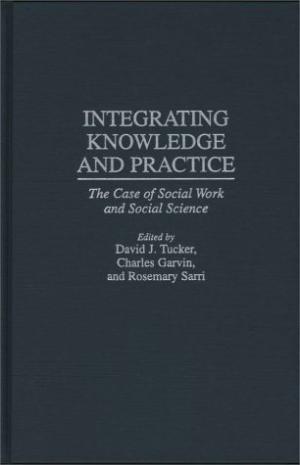 INTEGRATING
KNOWLEDGE
AND PRACTICE
The Case of Social Work
and Social Science
Edited by
David J. Tucker,
Charles Garvin,
and Rosemary Sarri